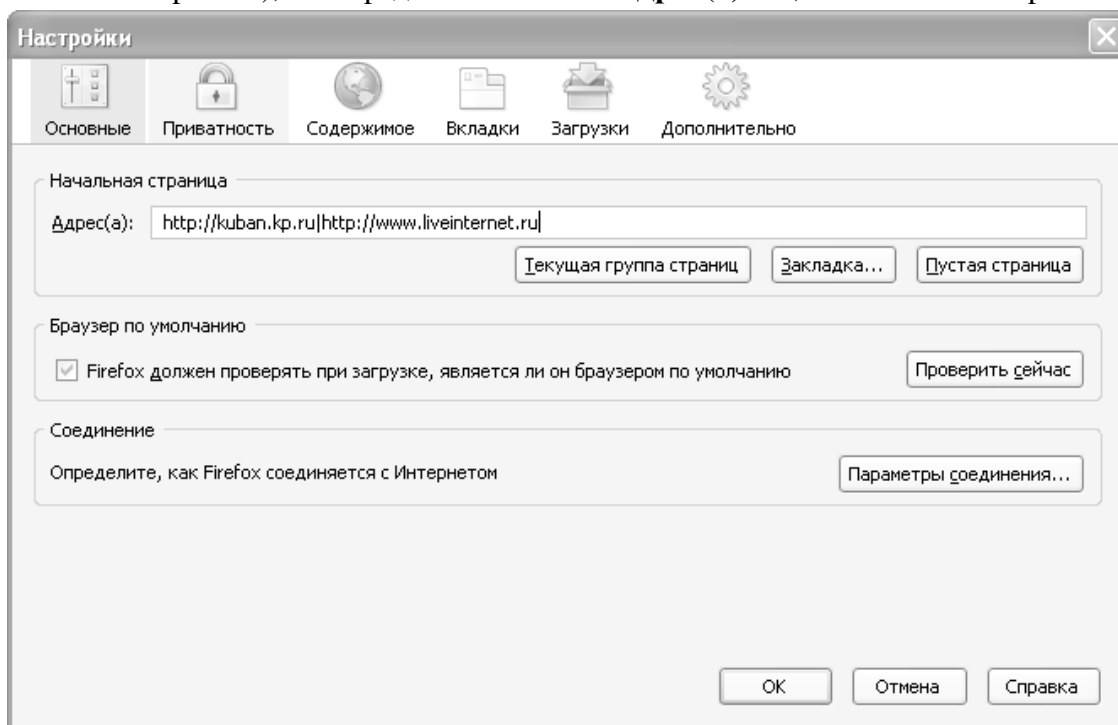 Настройки
Основные Приватность Содержимое Вкладки Загрузки Дополнительно
Начальная страница
Адрес(а): http://kuban.kp.ru|http://www.liveinternet.ru
Текущая группа страниц Закладка... Пустая страница
Браузер по умолчанию
Firefox должен проверять при загрузке, является ли он браузером по умолчанию Проверить сейчас
Соединение
Определите, как Firefox соединяется с Интернетом Параметры соединения...
OK Отмена Справка